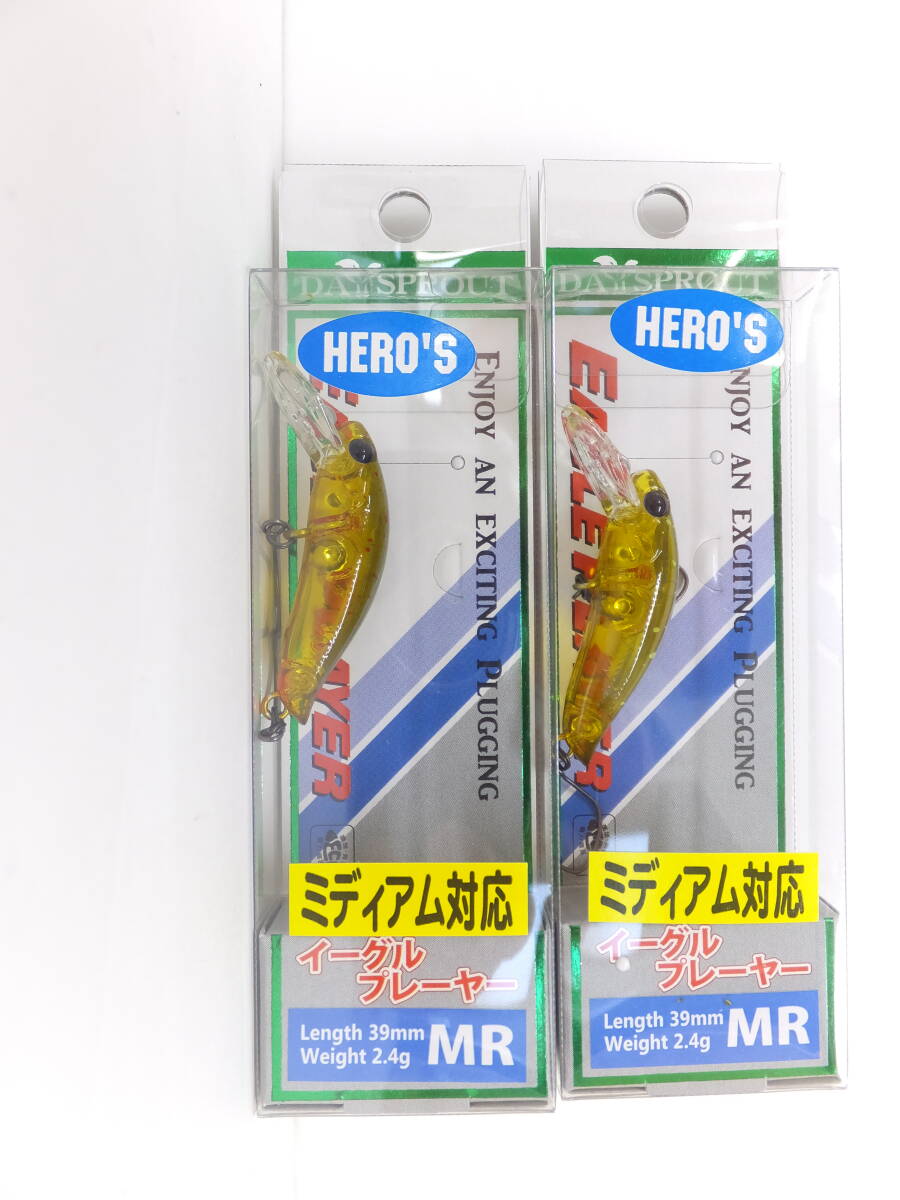 DAYSPROUT
HERO'S
ENJOY AN EXCITING PLUGGING
ミディアム対応
イーグル
プレーヤー
Length 39mm
Weight 2.4g
MR
DAYSPROUT
HERO'S
ENJOY AN EXCITING PLUGGING
ミディアム対応
イーグル
プレーヤー
Length 39mm
Weight 2.4g
MR